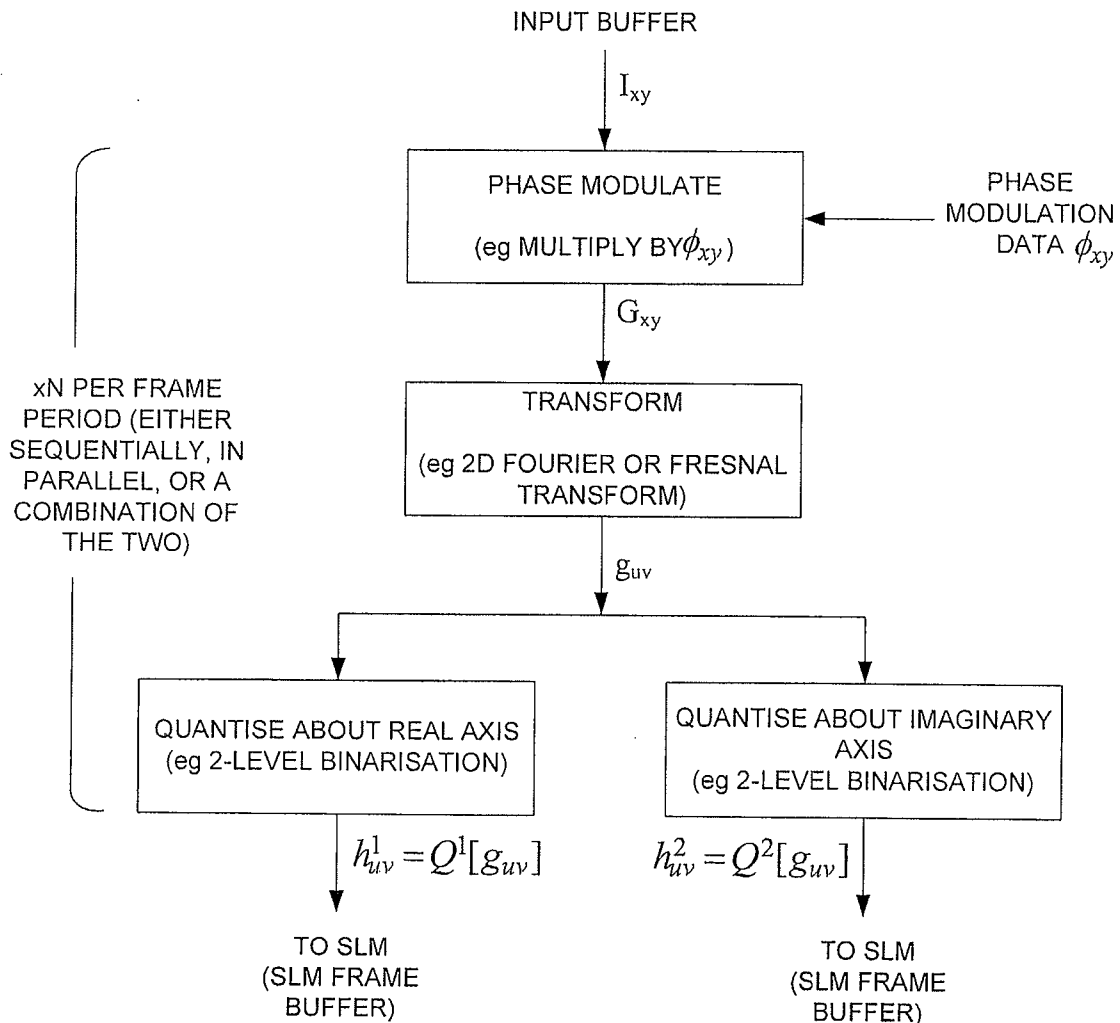 INPUT BUFFER
I_xy
PHASE MODULATE
(eg MULTIPLY BY ϕ_xy)
PHASE
MODULATION
DATA ϕ_xy
G_xy
xN PER FRAME
PERIOD (EITHER
SEQUENTIALLY, IN
PARALLEL, OR A
COMBINATION OF
THE TWO)
TRANSFORM
(eg 2D FOURIER OR FRESNAL
TRANSFORM)
g_uv
QUANTISE ABOUT REAL AXIS
(eg 2-LEVEL BINARISATION)
QUANTISE ABOUT IMAGINARY
AXIS
(eg 2-LEVEL BINARISATION)
h^1_uv = Q^1[g_uv]
h^2_uv = Q^2[g_uv]
TO SLM
(SLM FRAME
BUFFER)
TO SLM
(SLM FRAME
BUFFER)